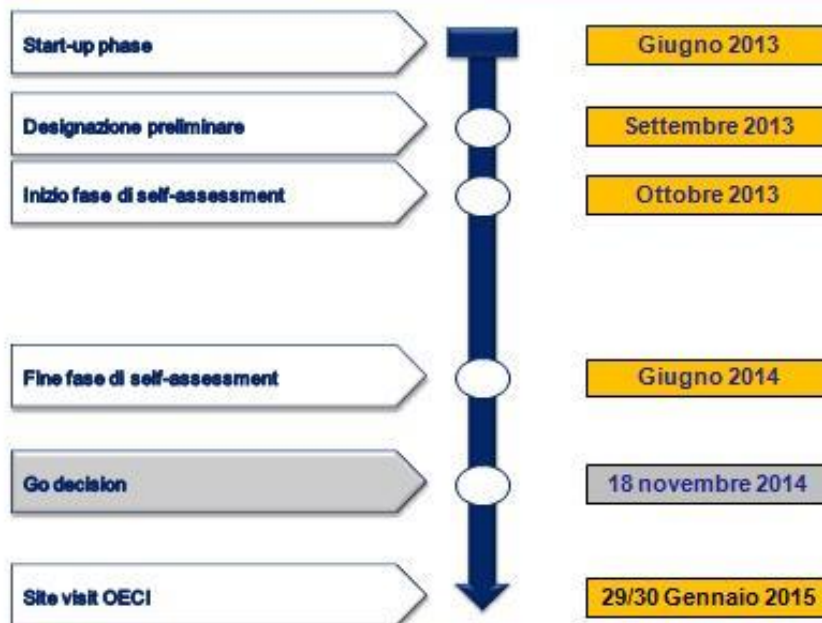 Start-up phase
Giugno 2013
Designazione preliminare
Settembre 2013
Inizio fase di self-assessment
Ottobre 2013
Fine fase di self-assessment
Giugno 2014
Go decision
18 novembre 2014
Site visit OECI
29/30 Gennaio 2015